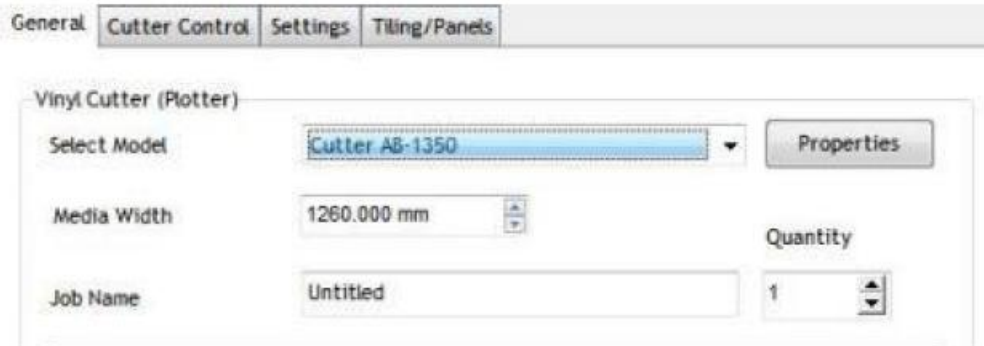 General Cutter Control Settings Tiling/Panels
Vinyl Cutter (Plotter)
Select Model Cutter AB-1350 Properties
Media Width 1260.000 mm
Quantity
Job Name Untitled 1